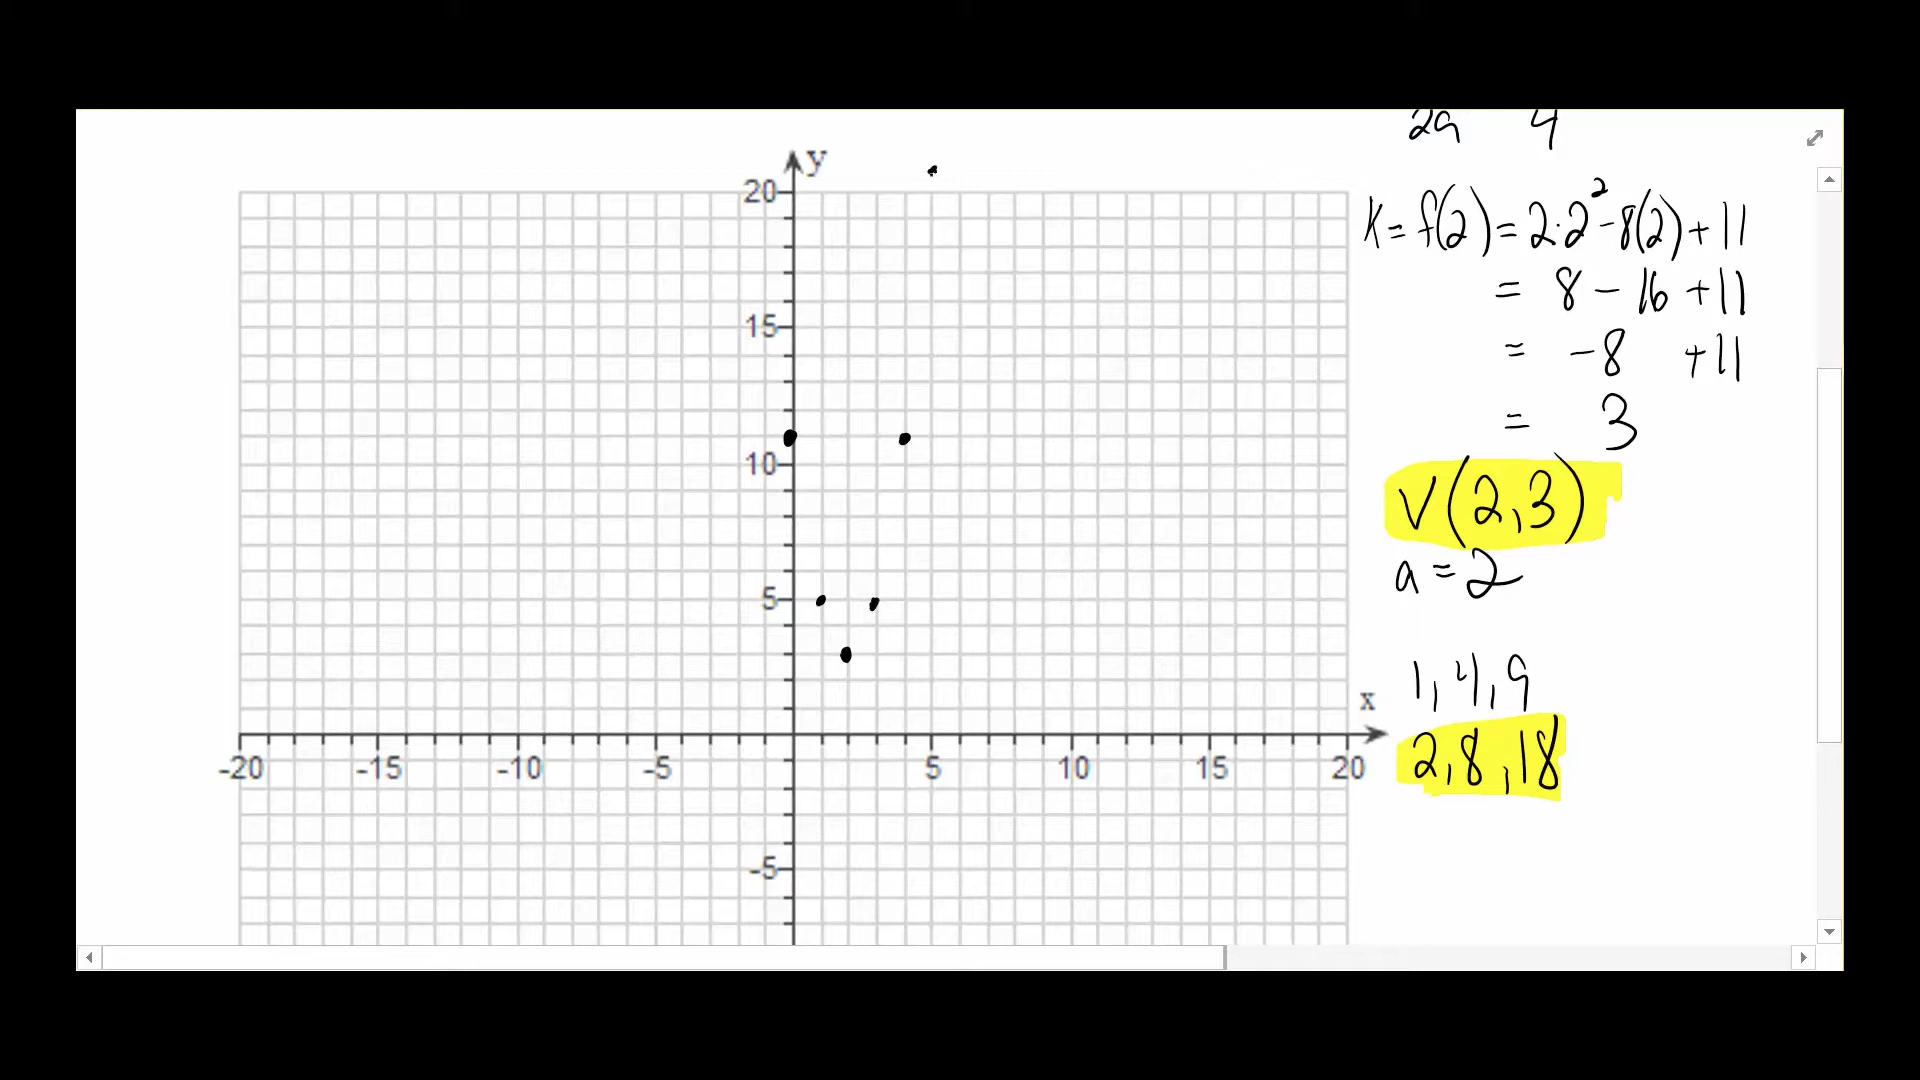 2a 4
y
20
K = f(2) = 2·2² - 8(2) + 11
= 8 - 16 + 11
15
= -8 + 11
= 3
10
V(2,3)
a = 2
5
1, 4, 9
x
2, 8, 18
-20 -15 -10 -5 5 10 15 20
-5